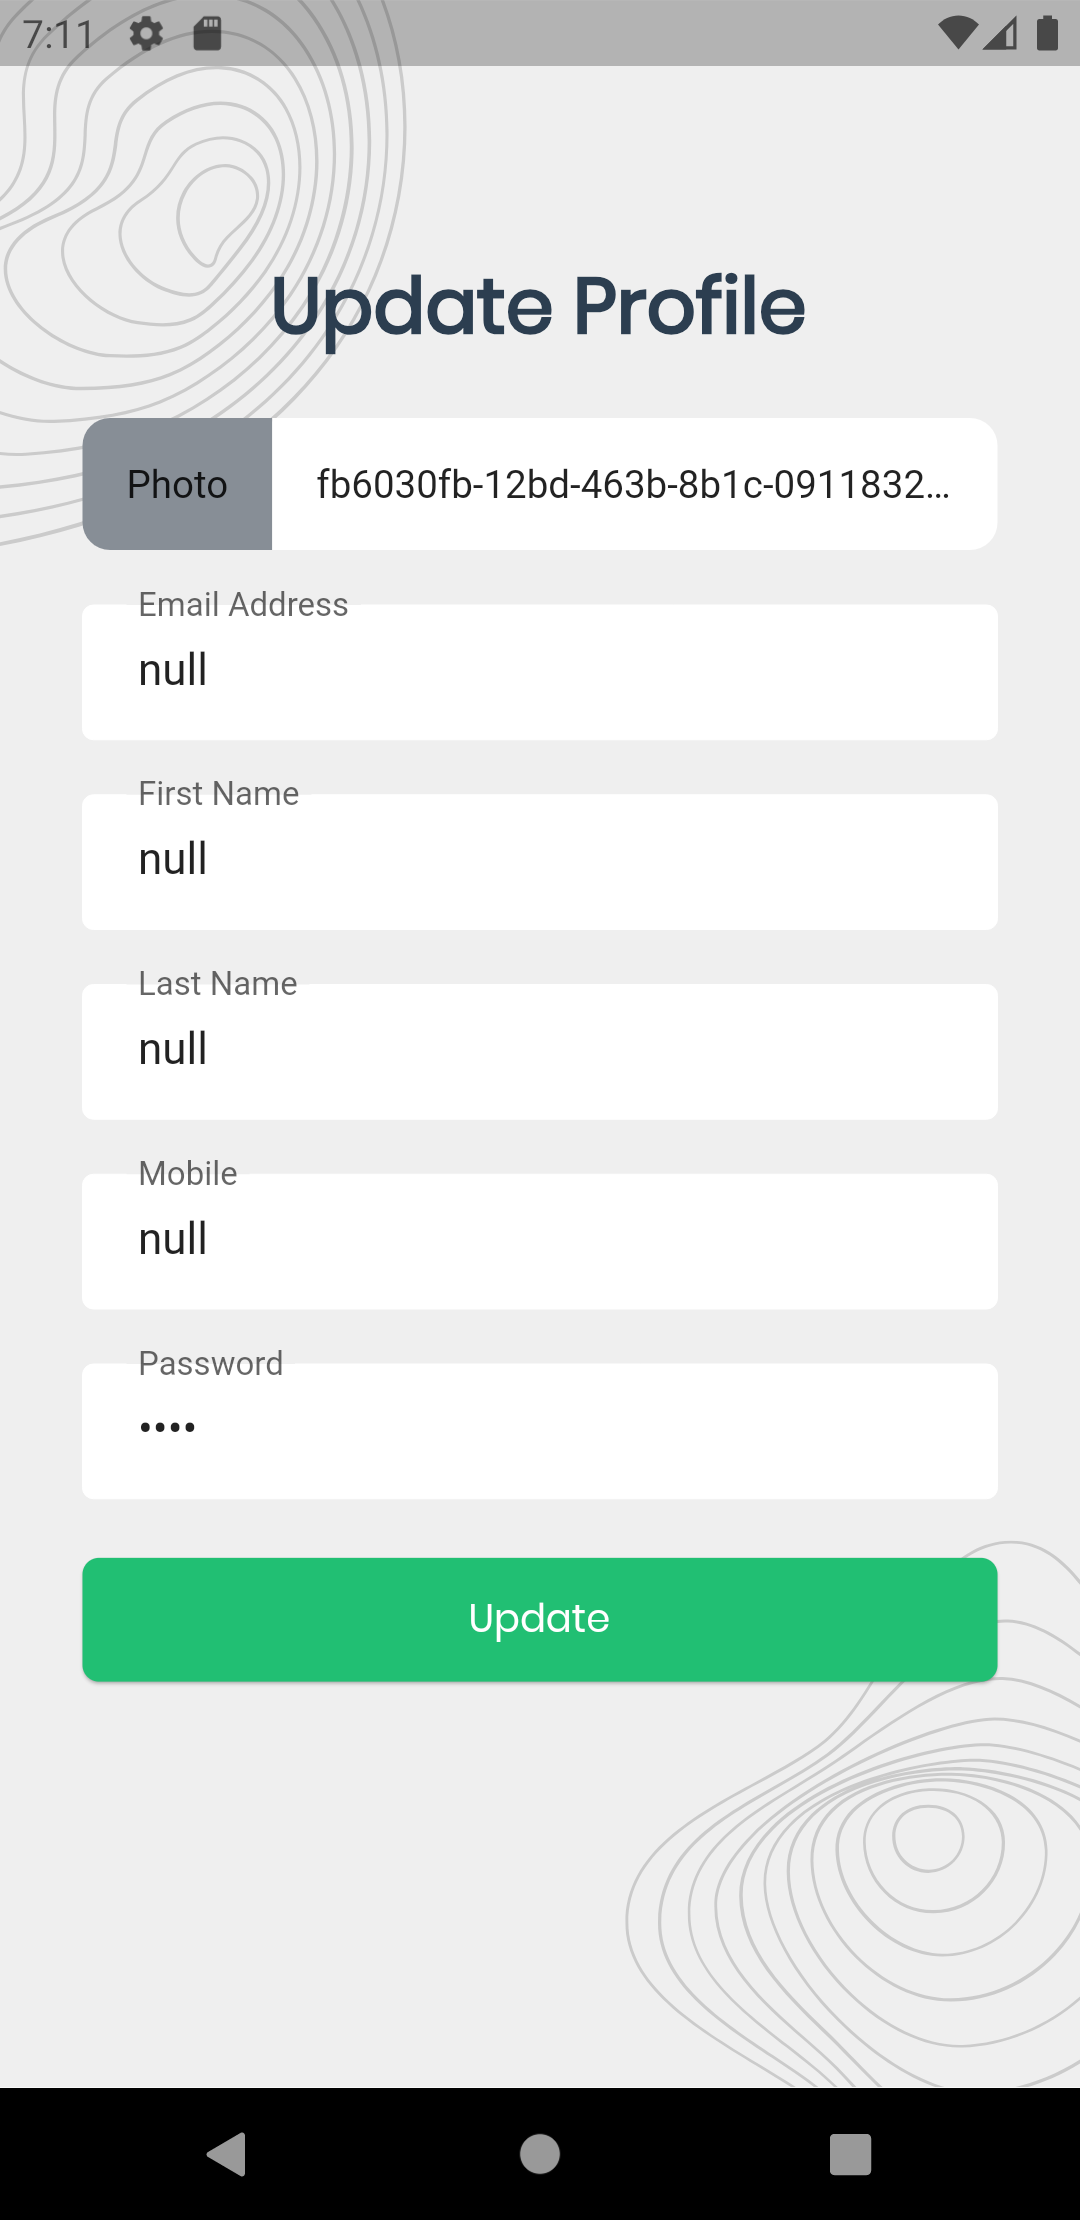 7:11
Update Profile
Photo
fb6030fb-12bd-463b-8b1c-0911832...
Email Address
null
First Name
null
Last Name
null
Mobile
null
Password
••••
Update